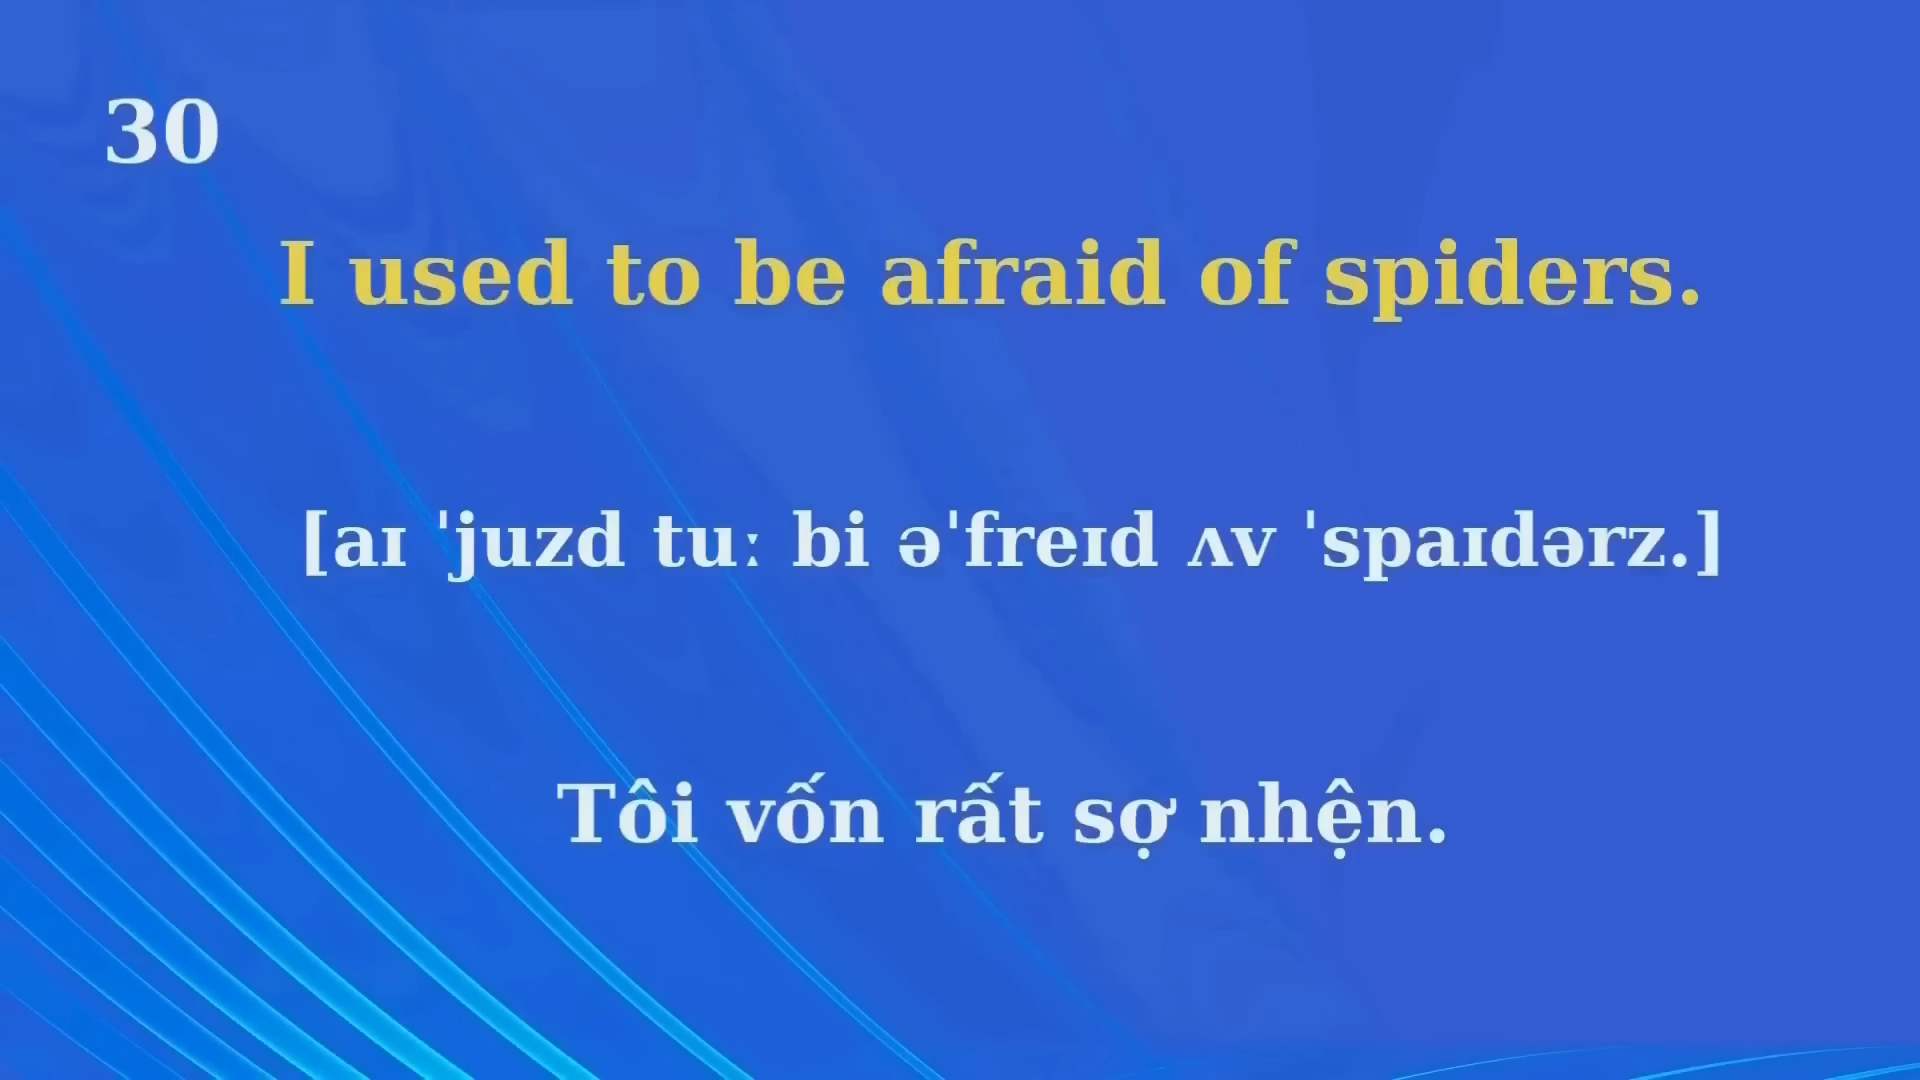 30
I used to be afraid of spiders.
[aɪ ˈjuzd tuː bi əˈfreɪd ʌv ˈspaɪdərz.]
Tôi vốn rất sợ nhện.